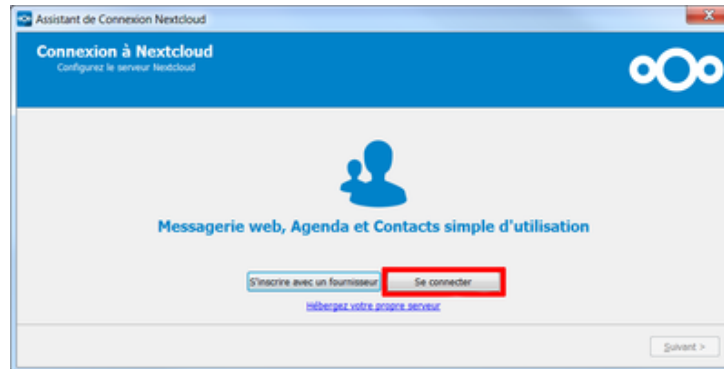 Assistant de Connexion Nextcloud
Connexion à Nextcloud
Configurez le serveur Nextcloud
Messagerie web, Agenda et Contacts simple d'utilisation
S'inscrire avec un fournisseur
Se connecter
Hébergez votre propre serveur
Suivant >